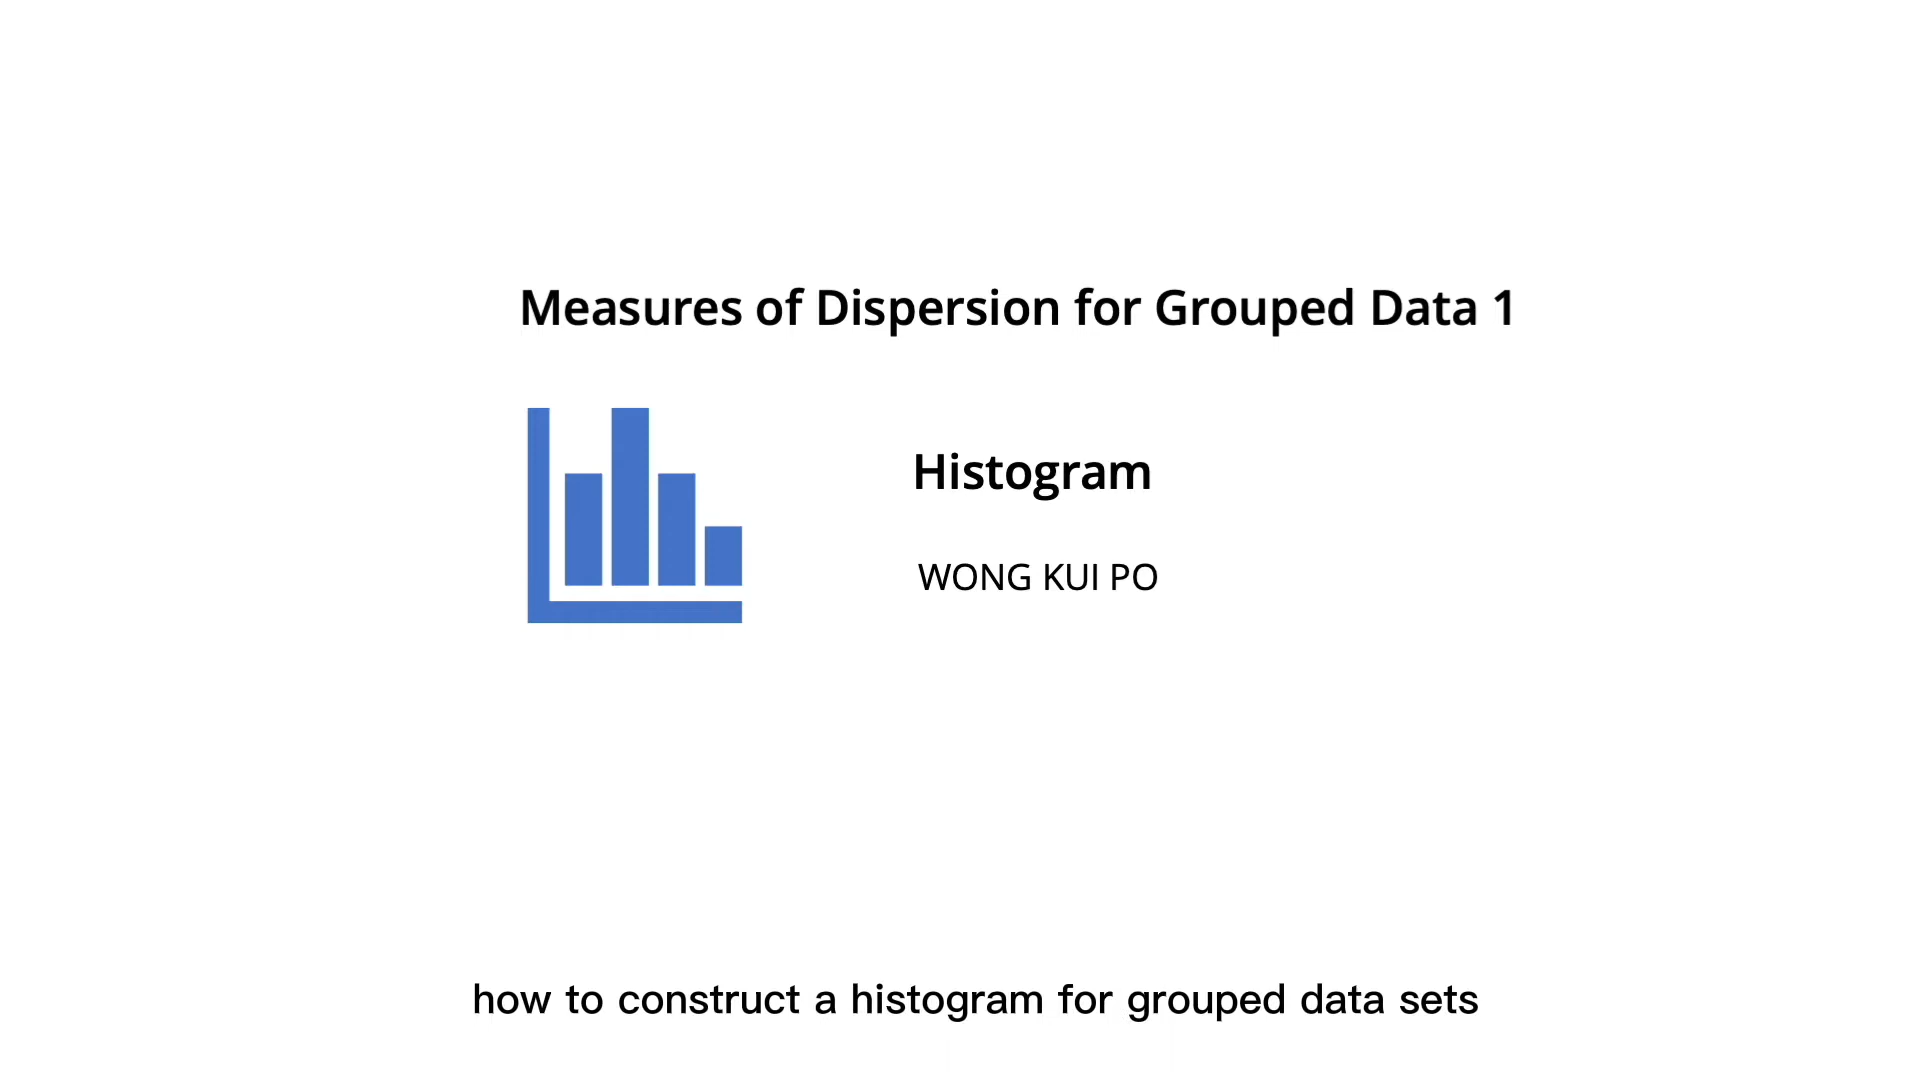 Measures of Dispersion for Grouped Data 1
Histogram
WONG KUI PO
how to construct a histogram for grouped data sets